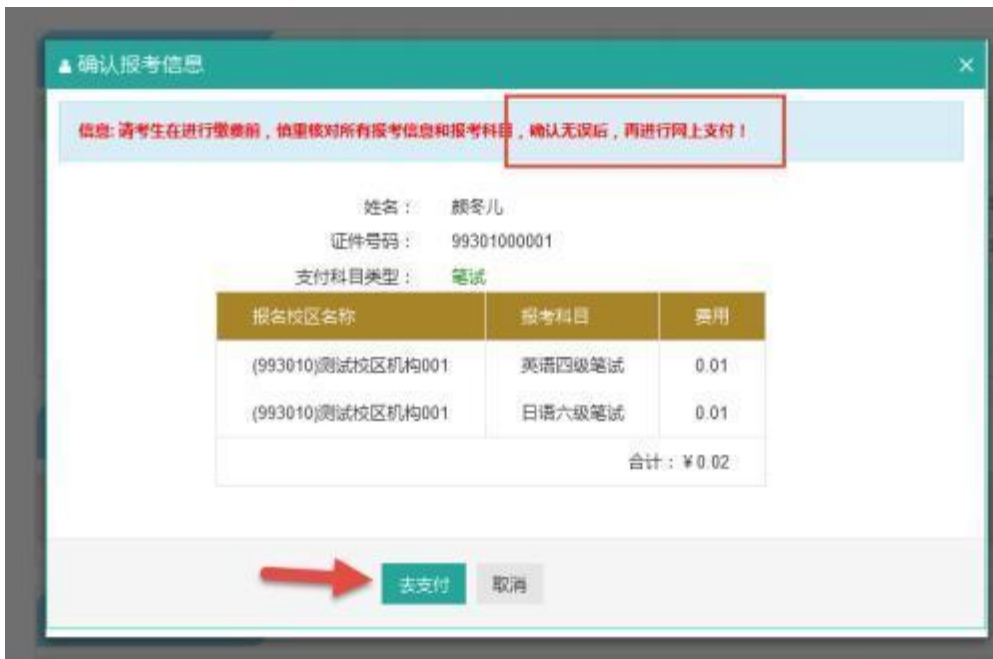 确认报考信息
信息: 请考生在进行缴费前，慎重核对所有报考信息和报考科目，确认无误后，再进行网上支付！
姓名： 颜冬儿
证件号码： 99301000001
支付科目类型： 笔试
报名校区名称 报考科目 费用
(993010)测试校区机构001 英语四级笔试 0.01
(993010)测试校区机构001 日语六级笔试 0.01
合计：¥0.02
去支付 取消